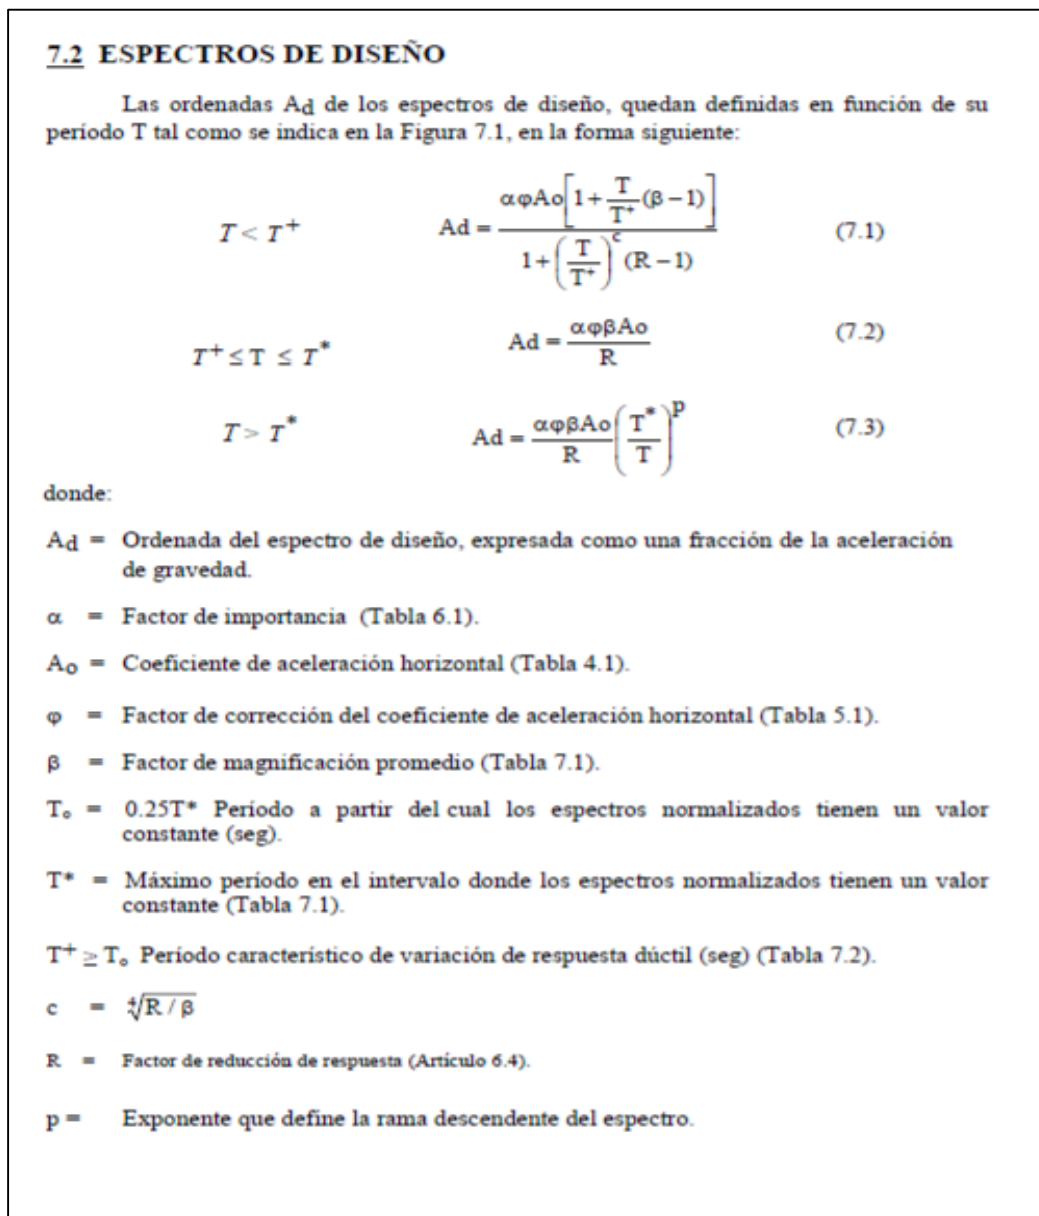 7.2 ESPECTROS DE DISEÑO
Las ordenadas Ad de los espectros de diseño, quedan definidas en función de su
período T tal como se indica en la Figura 7.1, en la forma siguiente:
T < T⁺ Ad = αφAo[1 + T/T⁺ (β − 1)] / 1 + (T/T⁺)ᶜ (R − 1) (7.1)
T⁺ ≤ T ≤ T* Ad = αφβAo / R (7.2)
T > T* Ad = αφβAo / R (T*/T)ᵖ (7.3)
donde:
Ad = Ordenada del espectro de diseño, expresada como una fracción de la aceleración
de gravedad.
α = Factor de importancia (Tabla 6.1).
Ao = Coeficiente de aceleración horizontal (Tabla 4.1).
φ = Factor de corrección del coeficiente de aceleración horizontal (Tabla 5.1).
β = Factor de magnificación promedio (Tabla 7.1).
T₀ = 0.25T* Período a partir del cual los espectros normalizados tienen un valor
constante (seg).
T* = Máximo período en el intervalo donde los espectros normalizados tienen un valor
constante (Tabla 7.1).
T⁺ ≥ T₀ Período característico de variación de respuesta dúctil (seg) (Tabla 7.2).
c = ∜R / β
R = Factor de reducción de respuesta (Artículo 6.4).
p = Exponente que define la rama descendente del espectro.